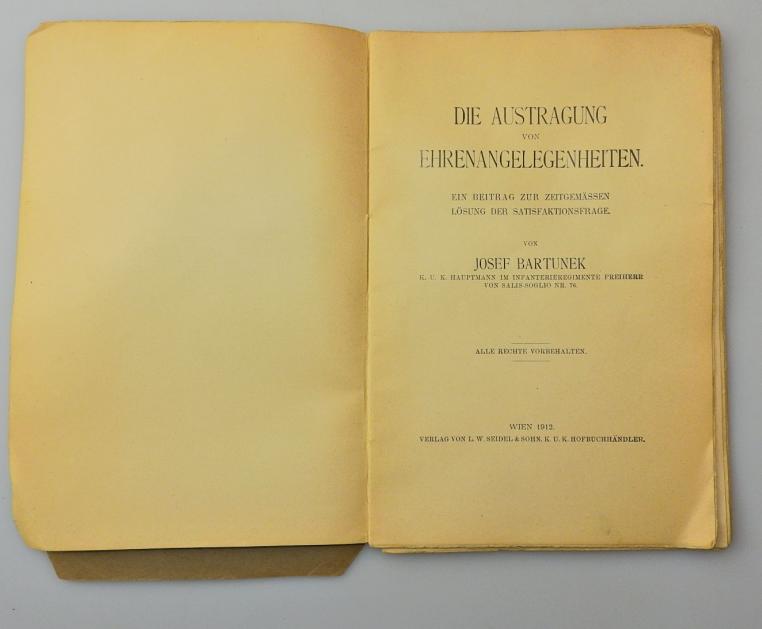 DIE AUSTRAGUNG
VON
EHRENANGELEGENHEITEN.
EIN BEITRAG ZUR ZEITGEMÄSSEN
LÖSUNG DER SATISFAKTIONSFRAGE.
VON
JOSEF BARTUNEK
K. U. K. HAUPTMANN IM INFANTERIEREGIMENTE FREIHERR
VON SALIS-SOGLIO NR. 76.
ALLE RECHTE VORBEHALTEN.
WIEN 1912.
VERLAG VON L. W. SEIDEL & SOHN, K. U. K. HOFBUCHHÄNDLER.